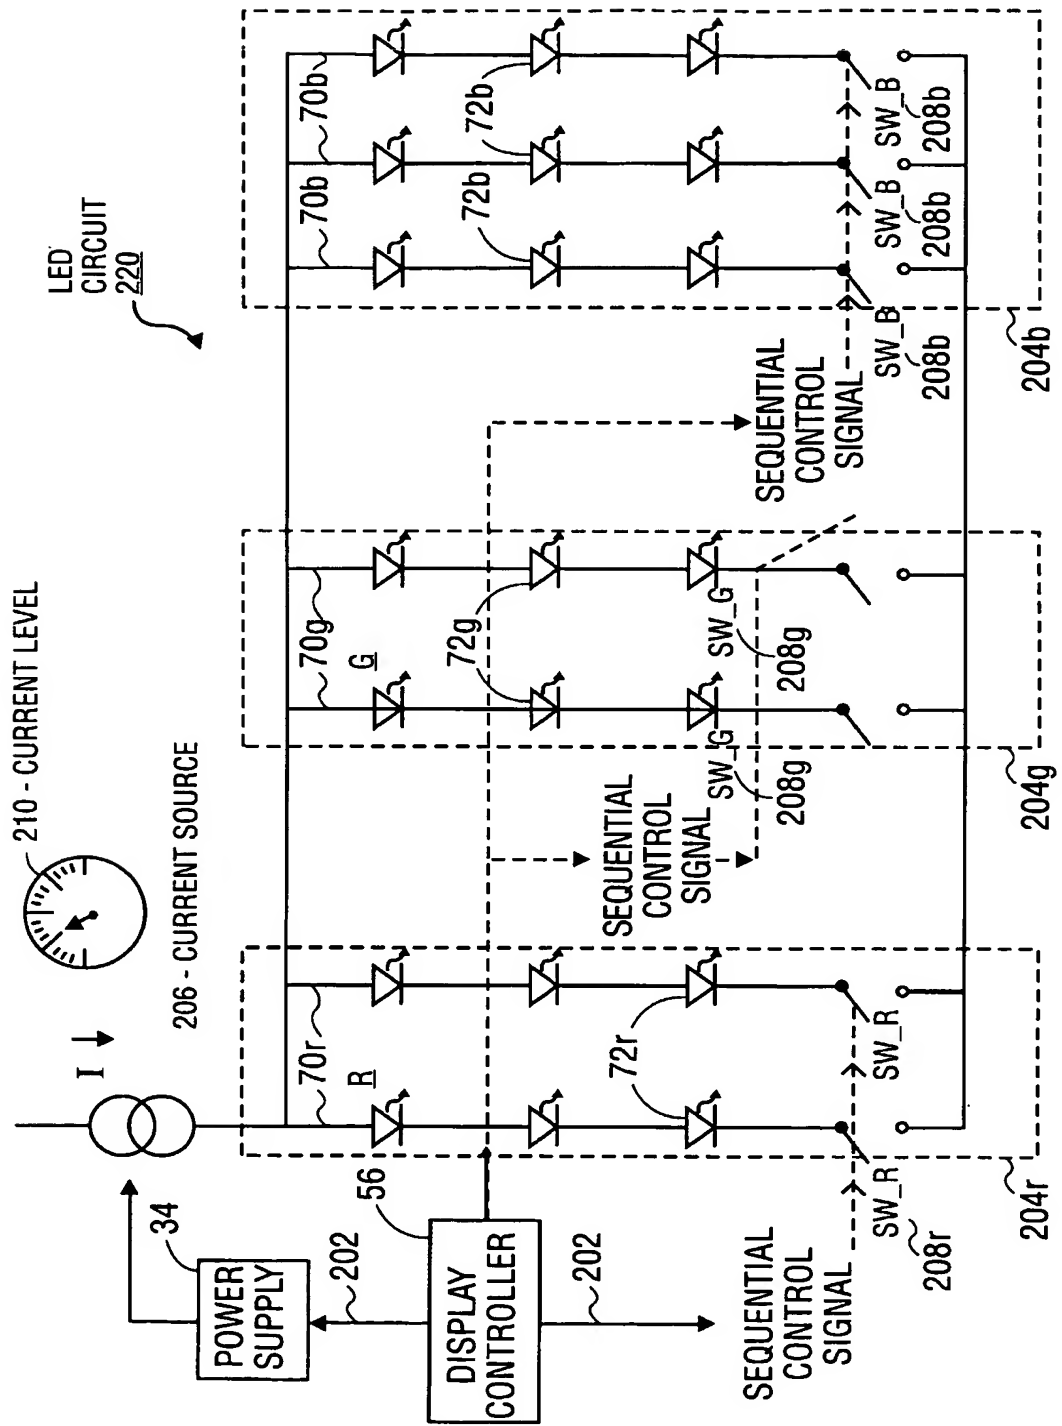 LED
CIRCUIT
220
210 - CURRENT LEVEL
206 - CURRENT SOURCE
I
34
POWER
SUPPLY
202
56
DISPLAY
CONTROLLER
202
SEQUENTIAL
CONTROL
SIGNAL
70r
R
72r
SW_R
SW_R
208r
204r
SEQUENTIAL
CONTROL
SIGNAL
70g
G
72g
SW_G
208g
SW_G
208g
204g
SEQUENTIAL
CONTROL
SIGNAL
70b
70b
72b
72b
SW_B
208b
SW_B
208b
SW_B
208b
204b